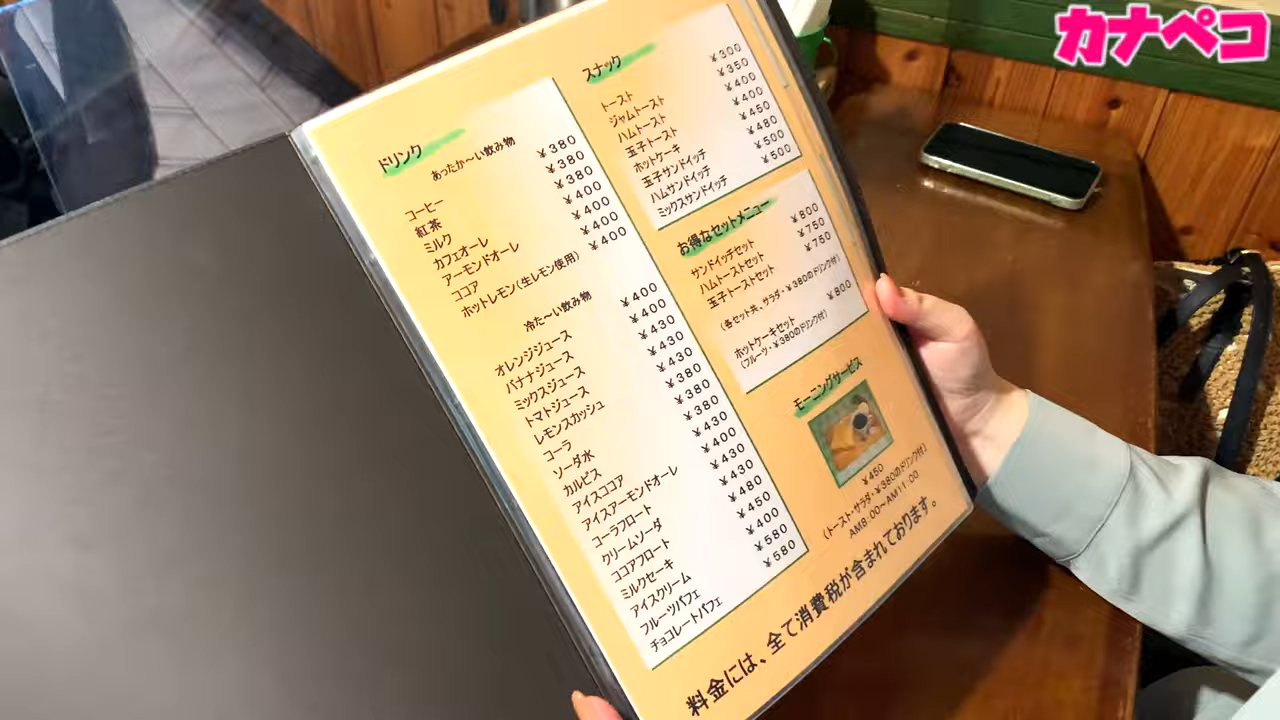 ドリンク
あったか〜い飲み物
コーヒー ¥380
紅茶 ¥380
ミルク ¥380
カフェオーレ ¥400
アーモンドオーレ ¥400
ココア ¥400
ホットレモン(生レモン使用) ¥400
冷た〜い飲み物
オレンジジュース ¥400
バナナジュース ¥400
ミックスジュース ¥430
トマトジュース ¥430
レモンスカッシュ ¥430
コーラ ¥380
ソーダ水 ¥380
カルピス ¥380
アイスココア ¥430
アイスアーモンドオーレ ¥400
コーラフロート ¥430
クリームソーダ ¥430
ココアフロート ¥480
ミルクセーキ ¥450
アイスクリーム ¥400
フルーツパフェ ¥580
チョコレートパフェ ¥580
スナック
トースト ¥300
ジャムトースト ¥350
ハムトースト ¥400
玉子トースト ¥400
ホットケーキ ¥450
玉子サンドイッチ ¥480
ハムサンドイッチ ¥500
ミックスサンドイッチ ¥500
お得なセットメニュー
サンドイッチセット ¥800
ハムトーストセット ¥750
玉子トーストセット ¥750
(各セット共、サラダ・¥380のドリンク付)
ホットケーキセット ¥800
(フルーツ・¥380のドリンク付)
モーニングサービス
¥450
(トースト・サラダ・¥380のドリンク付)
AM8:00〜AM11:00
料金には、全て消費税が含まれております。
カナペコ